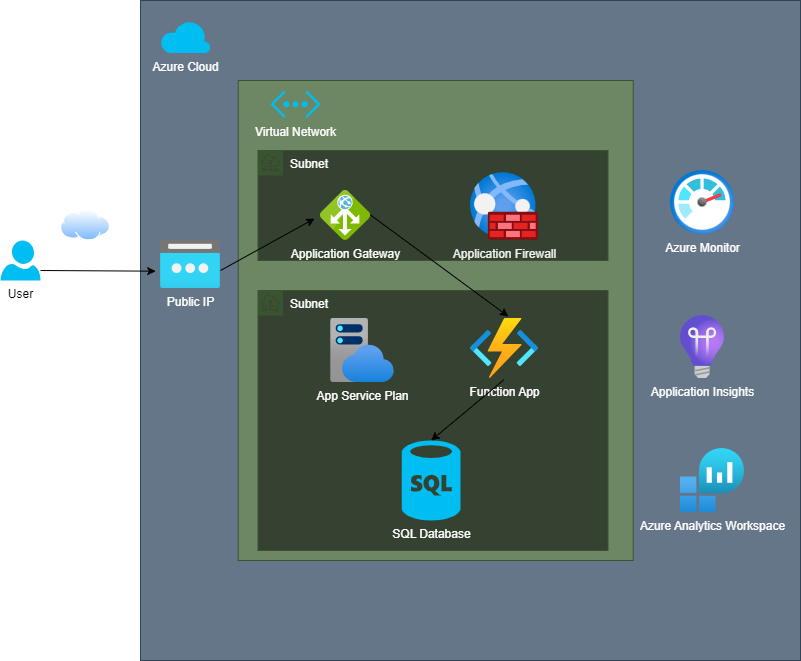 Azure Cloud
Virtual Network
Subnet
Application Gateway
Application Firewall
Azure Monitor
User
Public IP
Subnet
App Service Plan
Function App
Application Insights
SQL
SQL Database
Azure Analytics Workspace